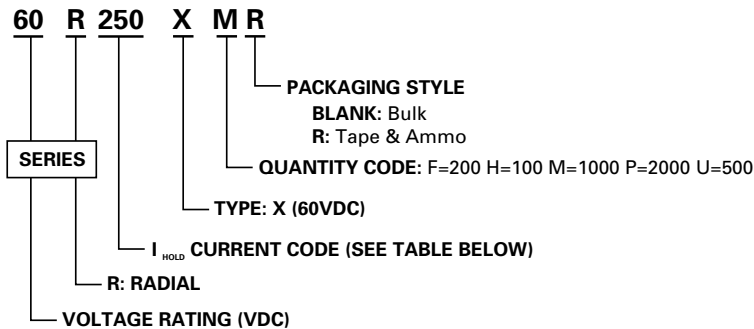 60 R 250 X M R
PACKAGING STYLE
BLANK: Bulk
R: Tape & Ammo
SERIES
QUANTITY CODE: F=200 H=100 M=1000 P=2000 U=500
TYPE: X (60VDC)
I HOLD CURRENT CODE (SEE TABLE BELOW)
R: RADIAL
VOLTAGE RATING (VDC)